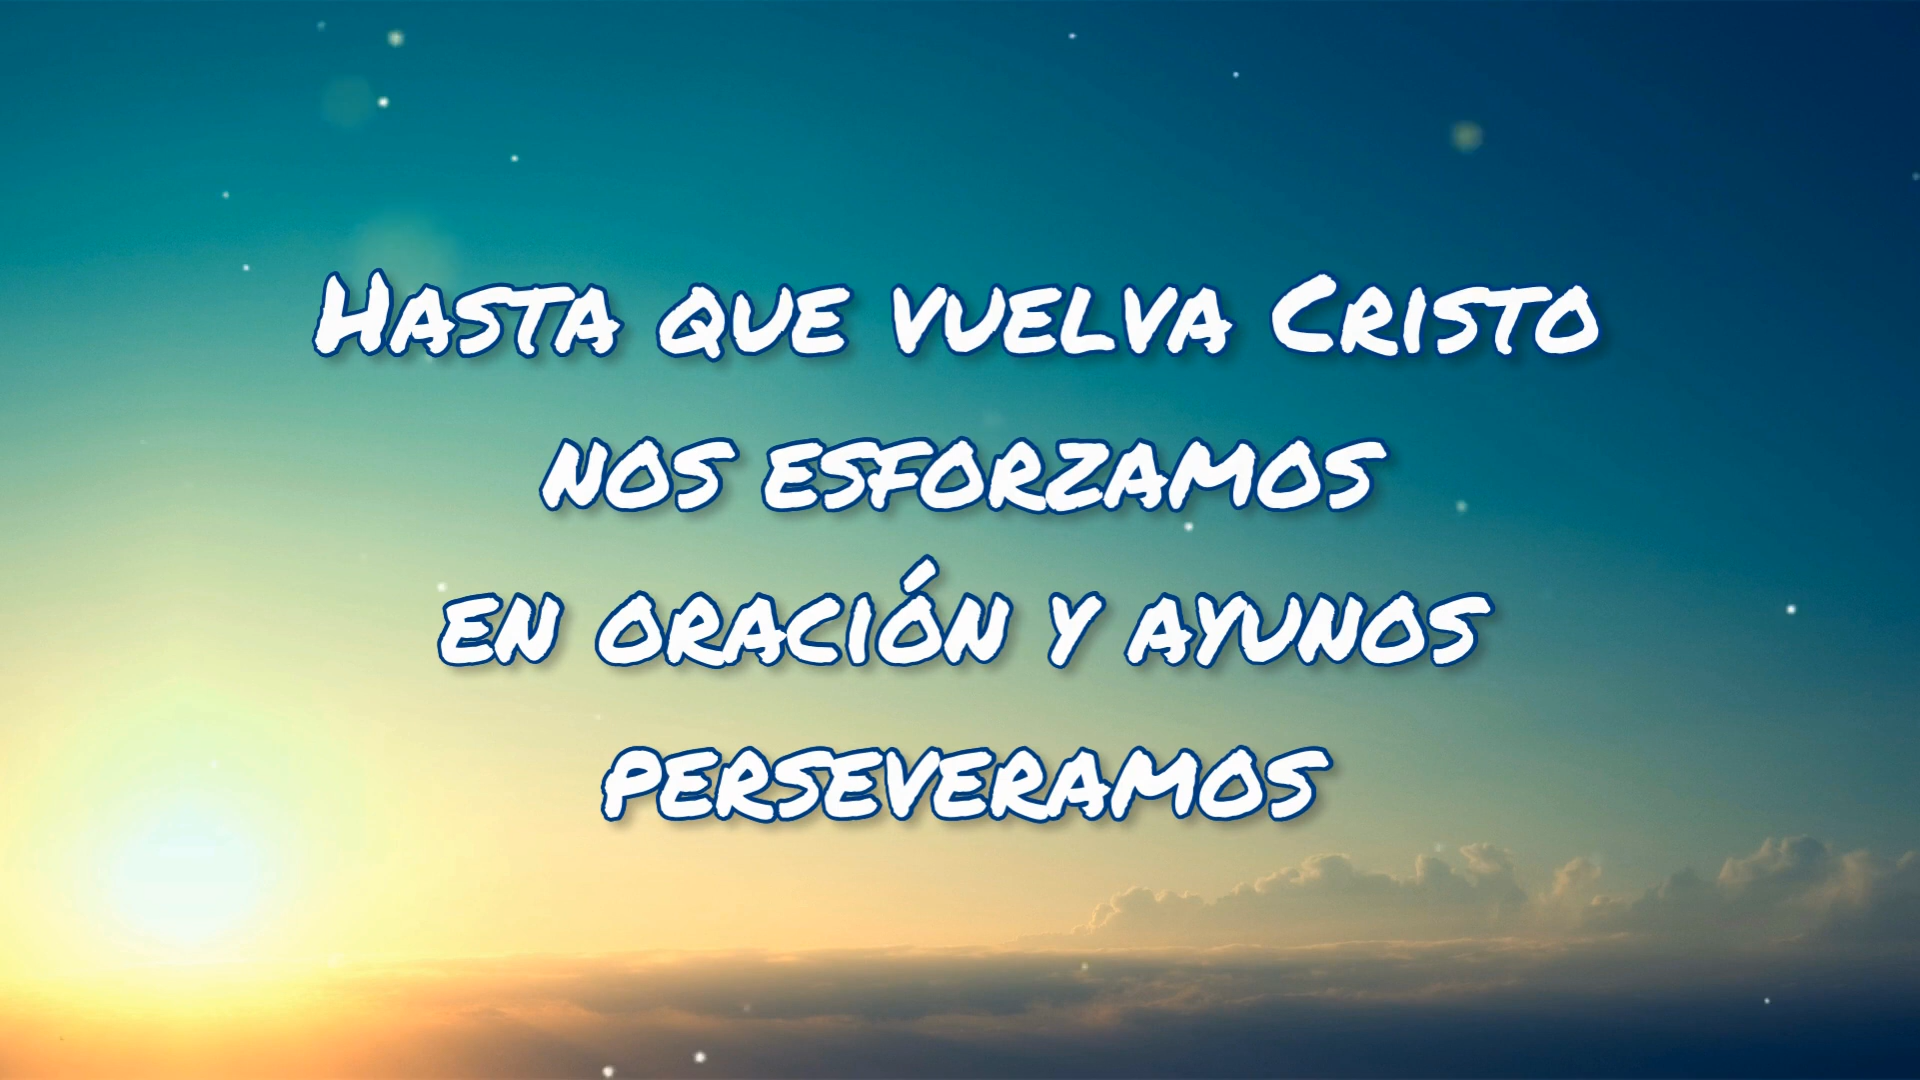 Hasta que vuelva Cristo
nos esforzamos
en oración y ayunos
perseveramos